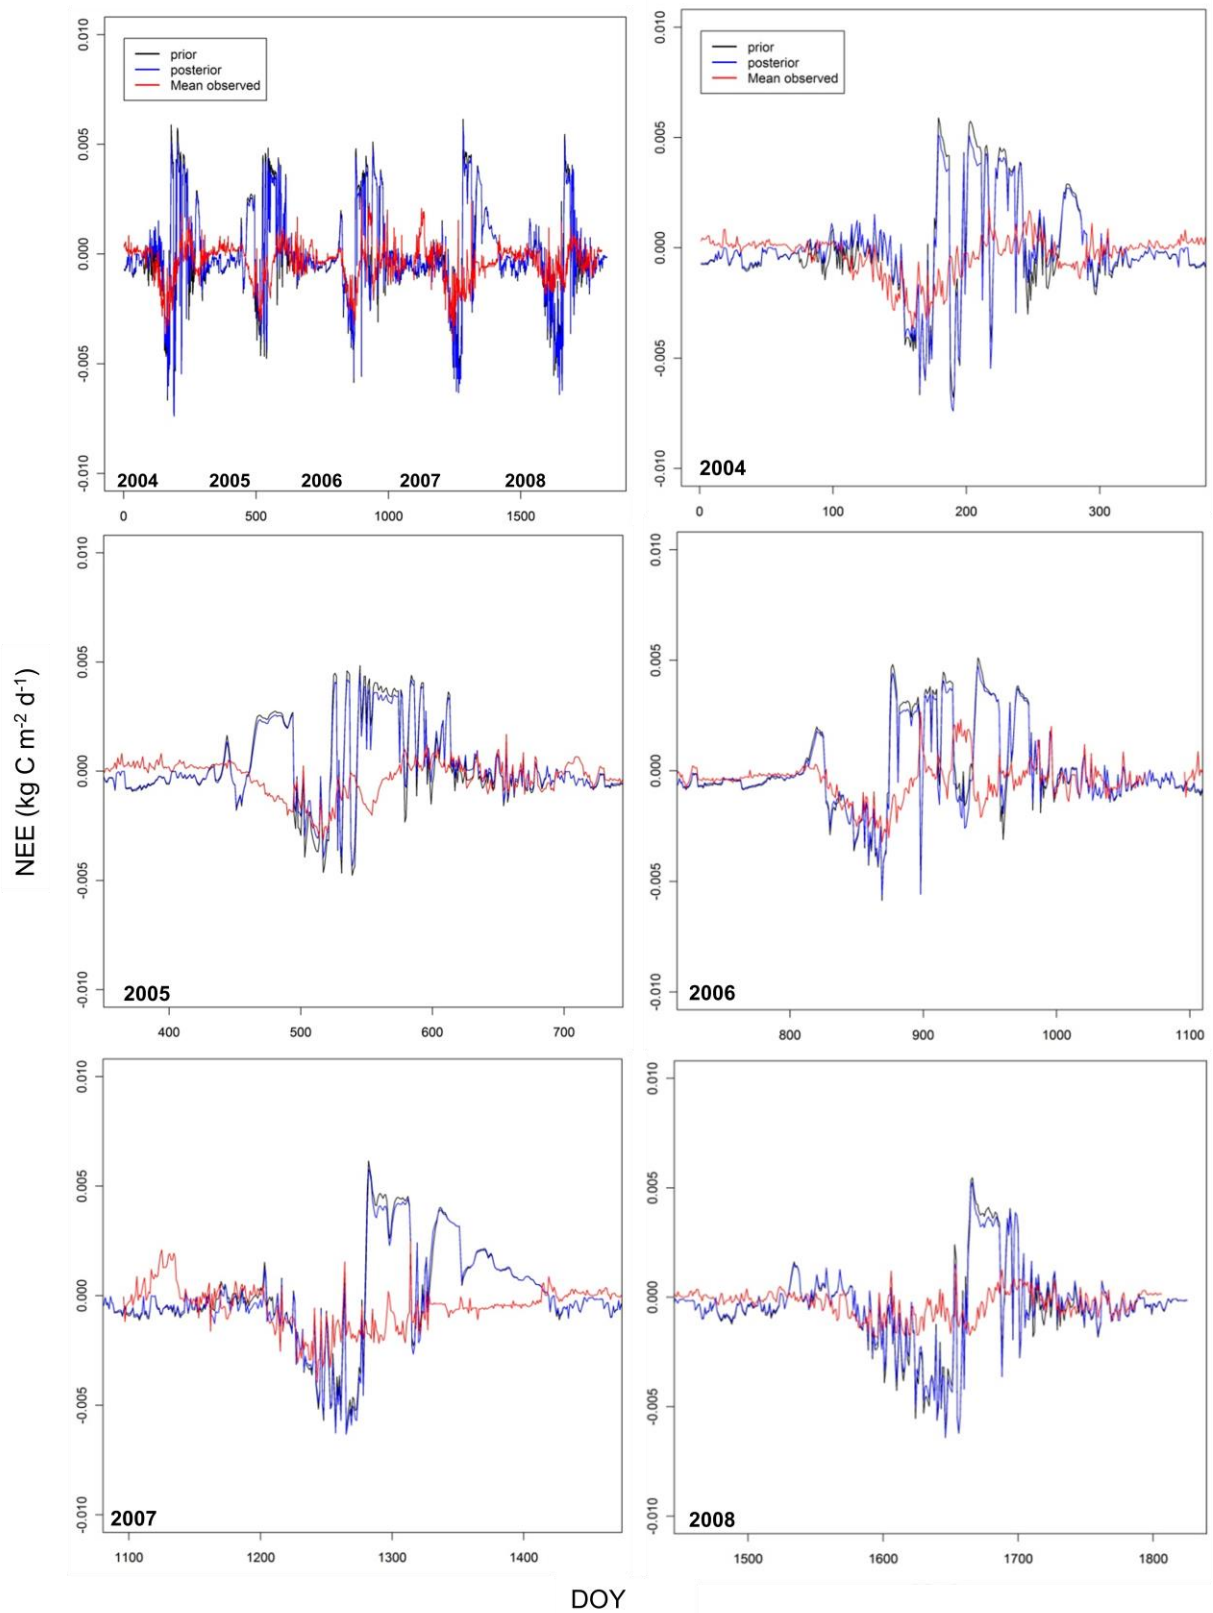 prior
posterior
Mean observed
0.010
0.005
0.000
-0.005
-0.010
2004 2005 2006 2007 2008
0 500 1000 1500
prior
posterior
Mean observed
0.010
0.005
0.000
-0.005
-0.010
2004
0 100 200 300
0.010
0.005
0.000
-0.005
-0.010
2005
400 500 600 700
0.010
0.005
0.000
-0.005
-0.010
2006
800 900 1000 1100
NEE (kg C m-2 d-1)
0.010
0.005
0.000
-0.005
-0.010
2007
1100 1200 1300 1400
0.010
0.005
0.000
-0.005
-0.010
2008
1500 1600 1700 1800
DOY